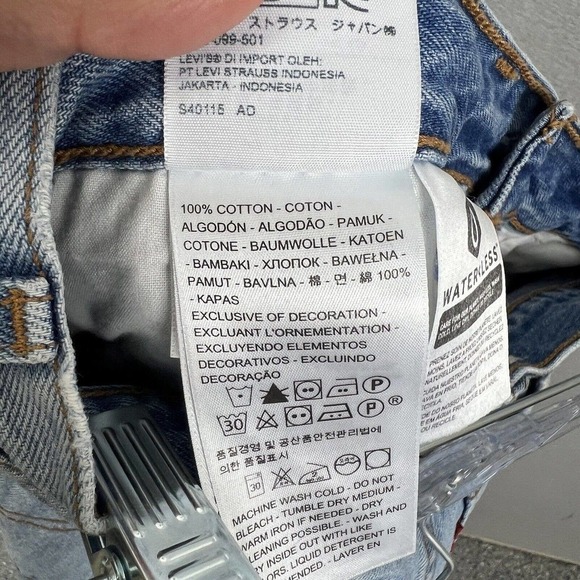 ストラウス ジャパン㈱
099-501
LEVI'S® DI IMPORT OLEH:
PT LEVI STRAUSS INDONESIA
JAKARTA - INDONESIA
S40115 AD
100% COTTON - COTON -
ALGODÓN - ALGODÃO - PAMUK -
COTONE - BAUMWOLLE - KATOEN
- BAMBAKI - ХЛОПОК - BAWEŁNA -
PAMUT - BAVLNA - 棉 - 면 - 綿 100%
- KAPAS
EXCLUSIVE OF DECORATION -
EXCLUANT L'ORNEMENTATION -
EXCLUYENDO ELEMENTOS
DECORATIVOS - EXCLUINDO
DECORAÇÃO
P
30 P
품질경영 및 공산품안전관리법에
의한 품질표시
30
MACHINE WASH COLD - DO NOT
BLEACH - TUMBLE DRY MEDIUM -
WARM IRON IF NEEDED - DRY
CLEANING POSSIBLE. - WASH AND
DRY INSIDE OUT WITH LIKE
COLORS. LIQUID DETERGENT IS
- LAVER EN
WATERLESS